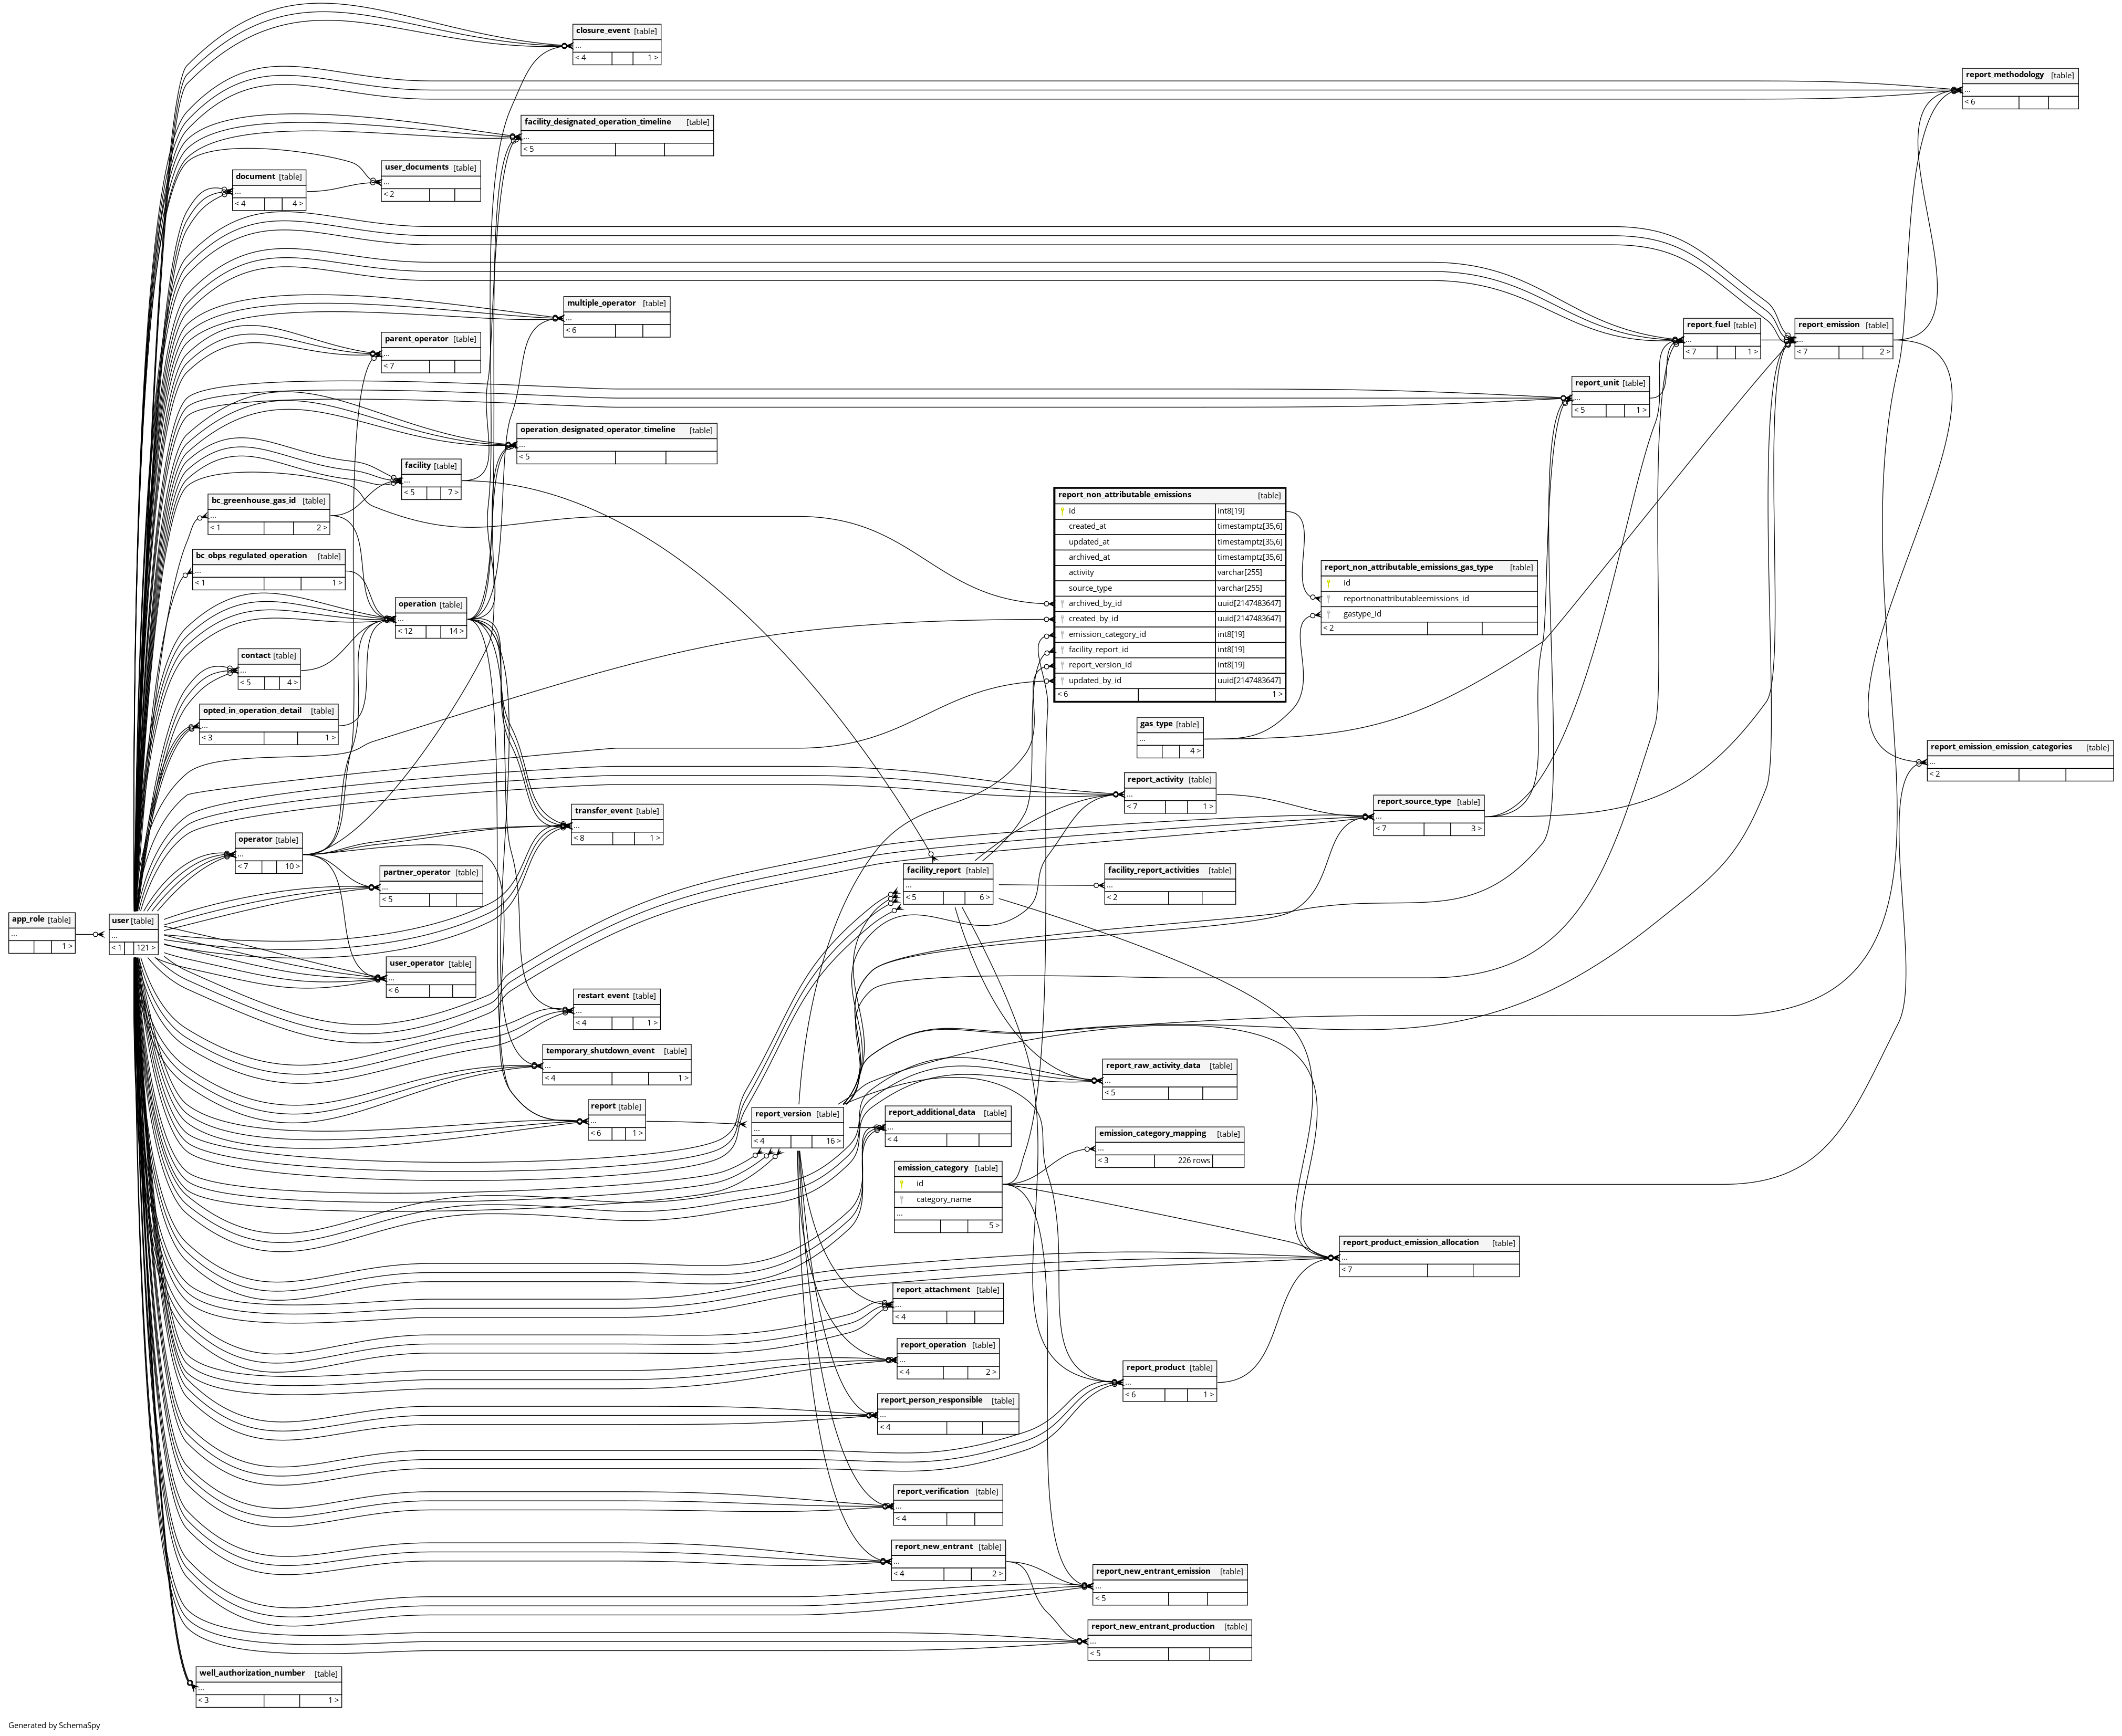 closure_event [table]
...
< 4 1 >
report_methodology [table]
...
< 6
facility_designated_operation_timeline [table]
...
< 5
user_documents [table]
...
< 2
document [table]
...
< 4 4 >
multiple_operator [table]
...
< 6
report_fuel [table]
...
< 7 1 >
report_emission [table]
...
< 7 2 >
parent_operator [table]
...
< 7
report_unit [table]
...
< 5 1 >
operation_designated_operator_timeline [table]
...
< 5
facility [table]
...
< 5 7 >
bc_greenhouse_gas_id [table]
...
< 1 2 >
report_non_attributable_emissions [table]
id int8[19]
created_at timestamptz[35,6]
updated_at timestamptz[35,6]
archived_at timestamptz[35,6]
activity varchar[255]
source_type varchar[255]
archived_by_id uuid[2147483647]
created_by_id uuid[2147483647]
emission_category_id int8[19]
facility_report_id int8[19]
report_version_id int8[19]
updated_by_id uuid[2147483647]
< 6 1 >
bc_obps_regulated_operation [table]
...
< 1 1 >
report_non_attributable_emissions_gas_type [table]
id
reportnonattributableemissions_id
gastype_id
< 2
operation [table]
...
< 12 14 >
contact [table]
...
< 5 4 >
opted_in_operation_detail [table]
...
< 3 1 >
gas_type [table]
...
4 >
report_emission_emission_categories [table]
...
< 2
report_activity [table]
...
< 7 1 >
report_source_type [table]
...
< 7 3 >
transfer_event [table]
...
< 8 1 >
operator [table]
...
< 7 10 >
partner_operator [table]
...
< 5
facility_report [table]
...
< 5 6 >
facility_report_activities [table]
...
< 2
app_role [table]
...
1 >
user [table]
...
< 1 121 >
user_operator [table]
...
< 6
restart_event [table]
...
< 4 1 >
temporary_shutdown_event [table]
...
< 4 1 >
report_raw_activity_data [table]
...
< 5
report [table]
...
< 6 1 >
report_version [table]
...
< 4 16 >
report_additional_data [table]
...
< 4
emission_category_mapping [table]
...
< 3 226 rows
emission_category [table]
id
category_name
...
5 >
report_product_emission_allocation [table]
...
< 7
report_attachment [table]
...
< 4
report_operation [table]
...
< 4 2 >
report_product [table]
...
< 6 1 >
report_person_responsible [table]
...
< 4
report_verification [table]
...
< 4
report_new_entrant [table]
...
< 4 2 >
report_new_entrant_emission [table]
...
< 5
report_new_entrant_production [table]
...
< 5
well_authorization_number [table]
...
< 3 1 >
Generated by SchemaSpy